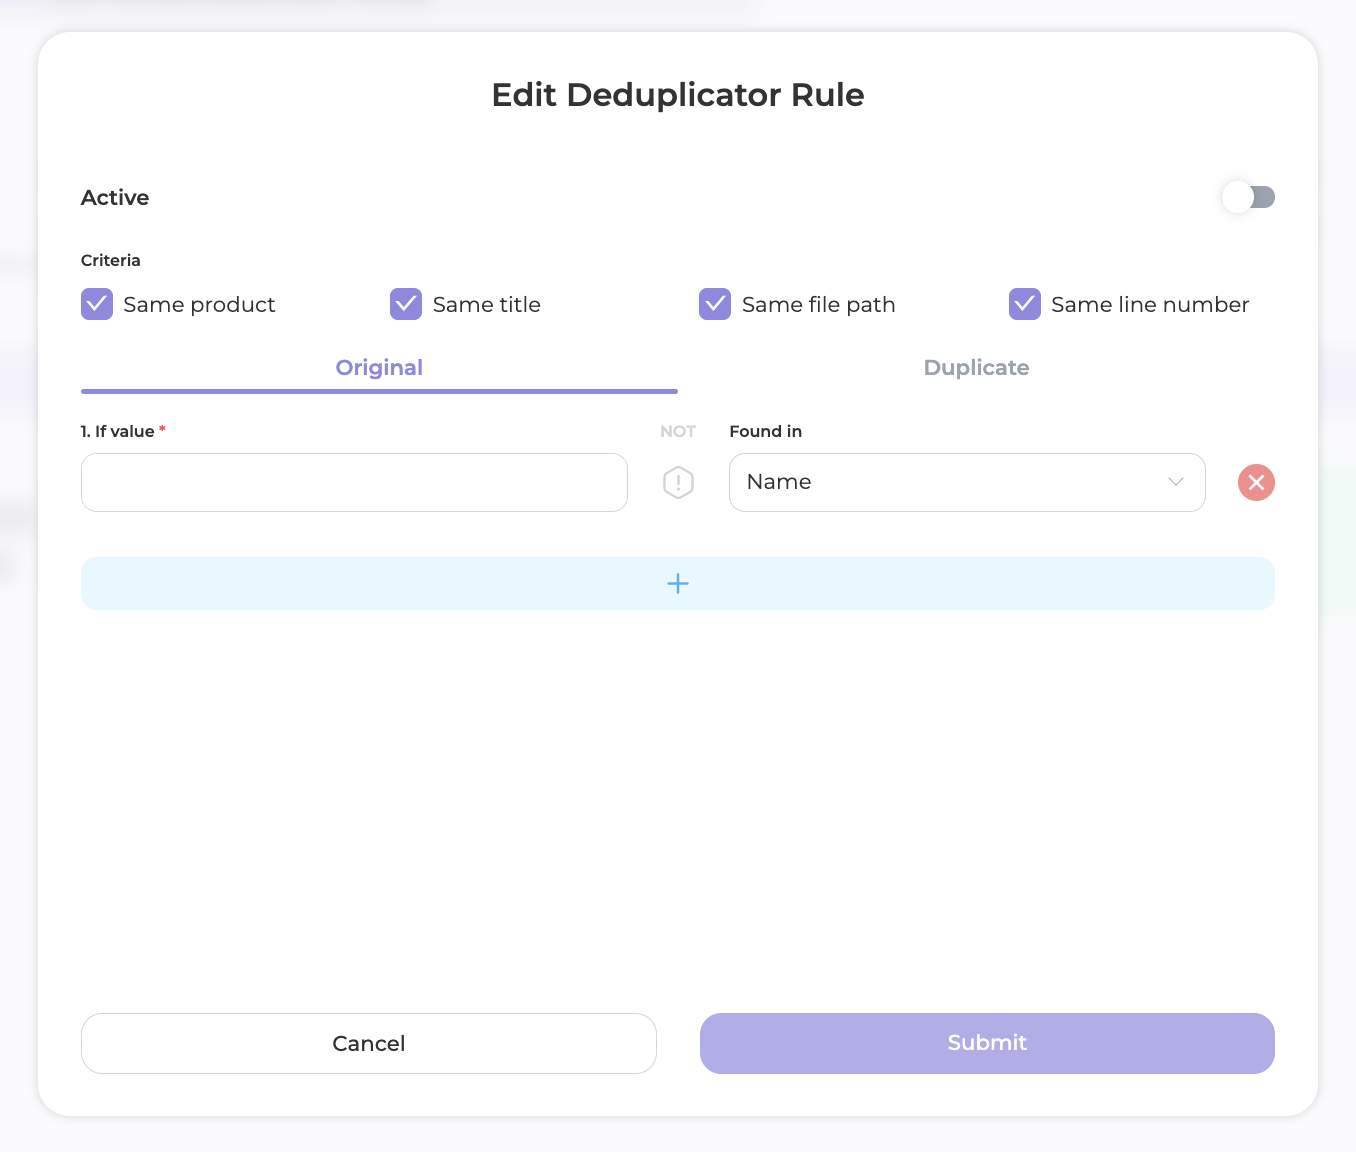 Edit Deduplicator Rule
Active
Criteria
Same product
Same title
Same file path
Same line number
Original
Duplicate
1. If value *
NOT
Found in
Name
Cancel
Submit